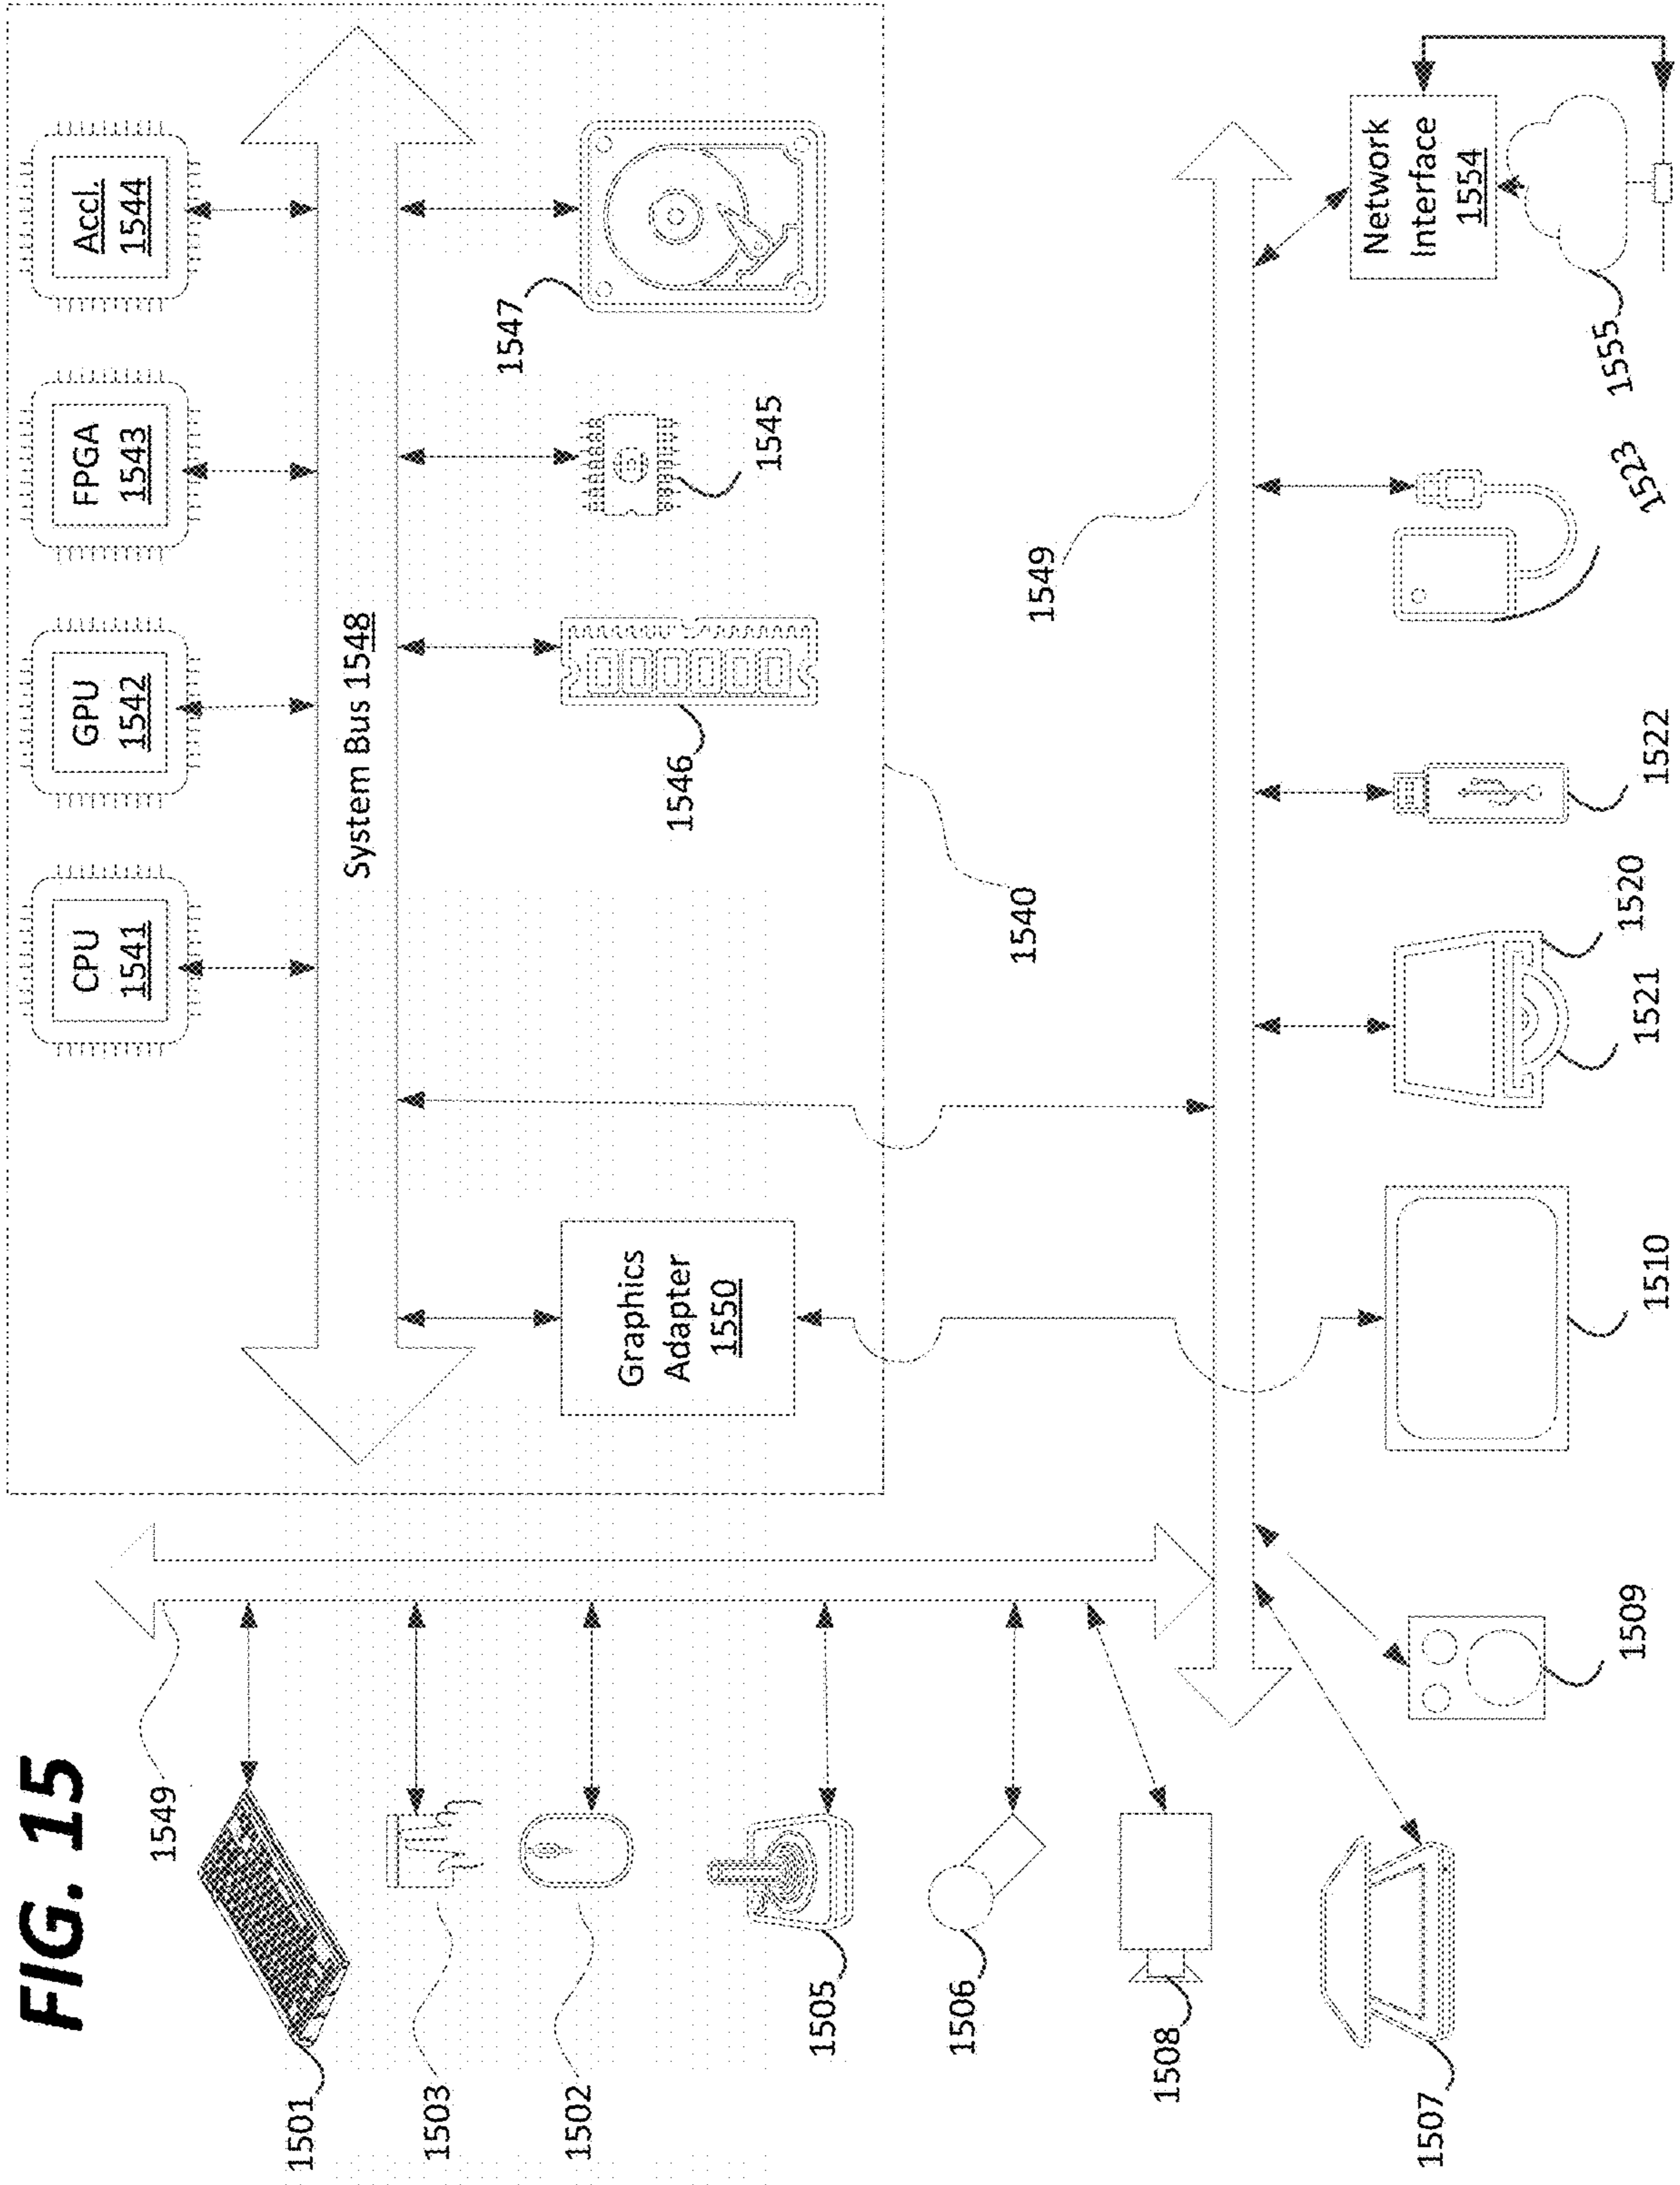 FIG. 15
1549
1501
1503
1502
1505
1506
1508
1507
1509
CPU
1541
GPU
1542
FPGA
1543
Accl.
1544
System Bus 1548
Graphics
Adapter
1550
1546
1545
1547
1540
1549
1510
1521
1520
1522
1523
1555
Network
Interface
1554